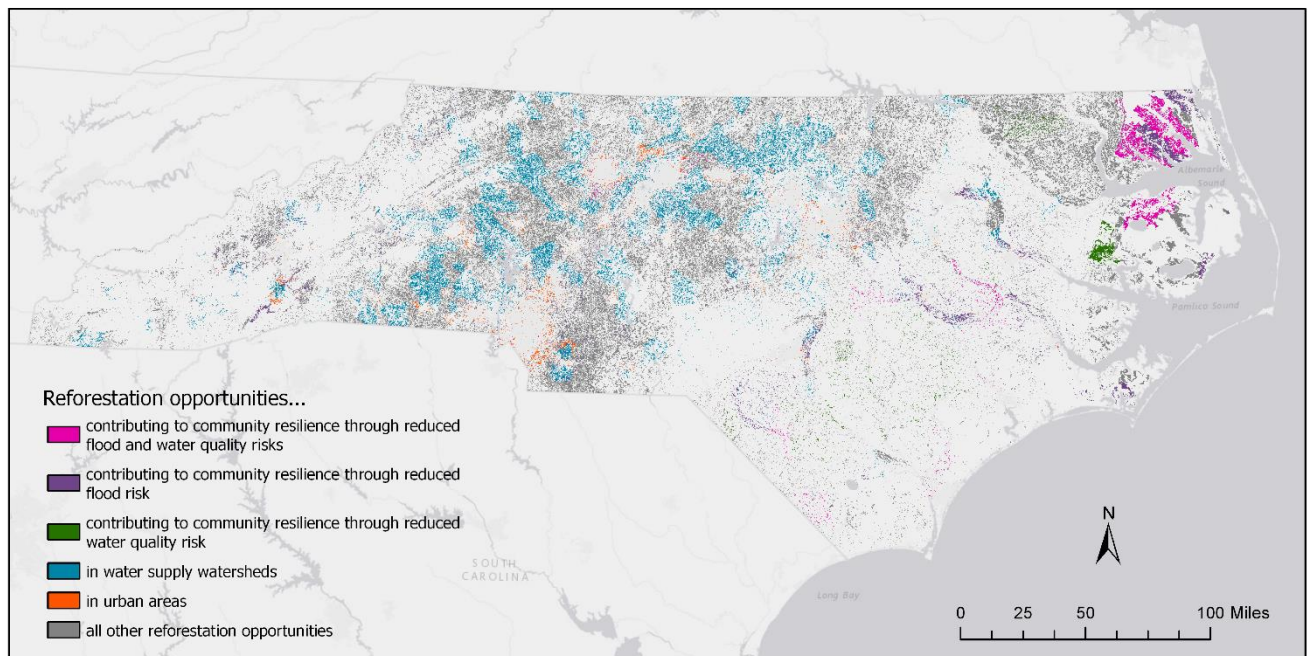 Albemarle
Sound
Pamlico Sound
Reforestation opportunities...
contributing to community resilience through reduced
flood and water quality risks
contributing to community resilience through reduced
flood risk
contributing to community resilience through reduced
water quality risk
in water supply watersheds
in urban areas
all other reforestation opportunities
SOUTH
CAROLINA
Long Bay
N
0 25 50 100 Miles